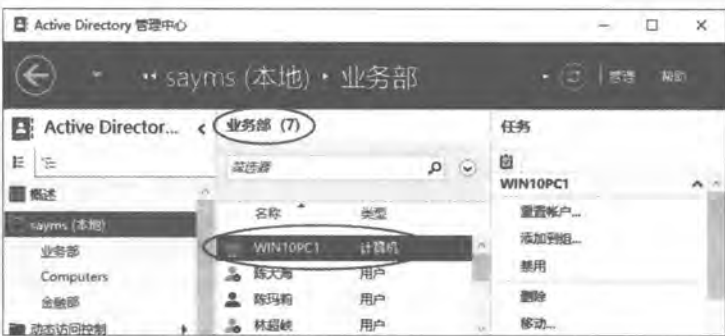 Active Directory 管理中心
sayms (本地) · 业务部
管理 帮助
Active Director...
业务部 (7)
任务
筛选器
WIN10PC1
概述
名称 类型
重置帐户...
sayms (本地)
WIN10PC1 计算机
添加到组...
业务部
陈大海 用户
禁用
Computers
陈玛莉 用户
删除
金融部
林超峡 用户
移动...
动态访问控制